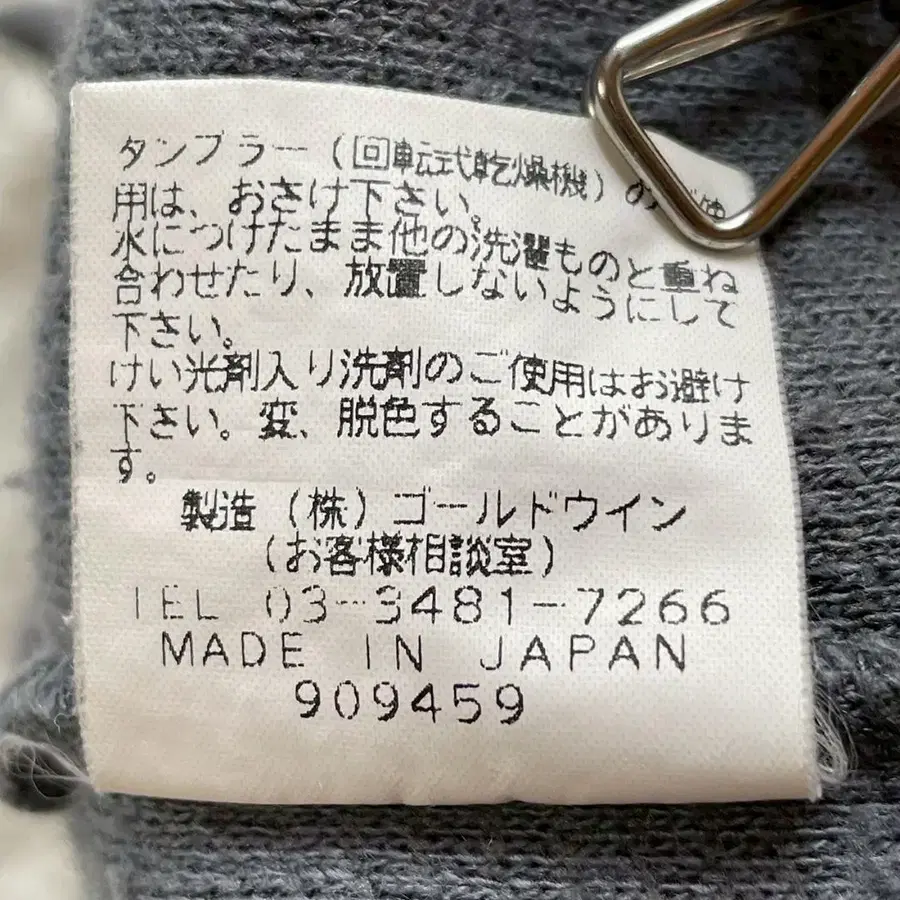 タンブラー(回転式乾燥機)の
用は、おさけ下さい。
水につけたまま他の洗濯ものと重ね
合わせたり、放置しないようにして
下さい。
けい光剤入り洗剤のご使用はお避け
下さい。変、脱色することがありま
す。
製造(株)ゴールドウイン
(お客様相談室)
TEL 03-3481-7266
MADE IN JAPAN
909459